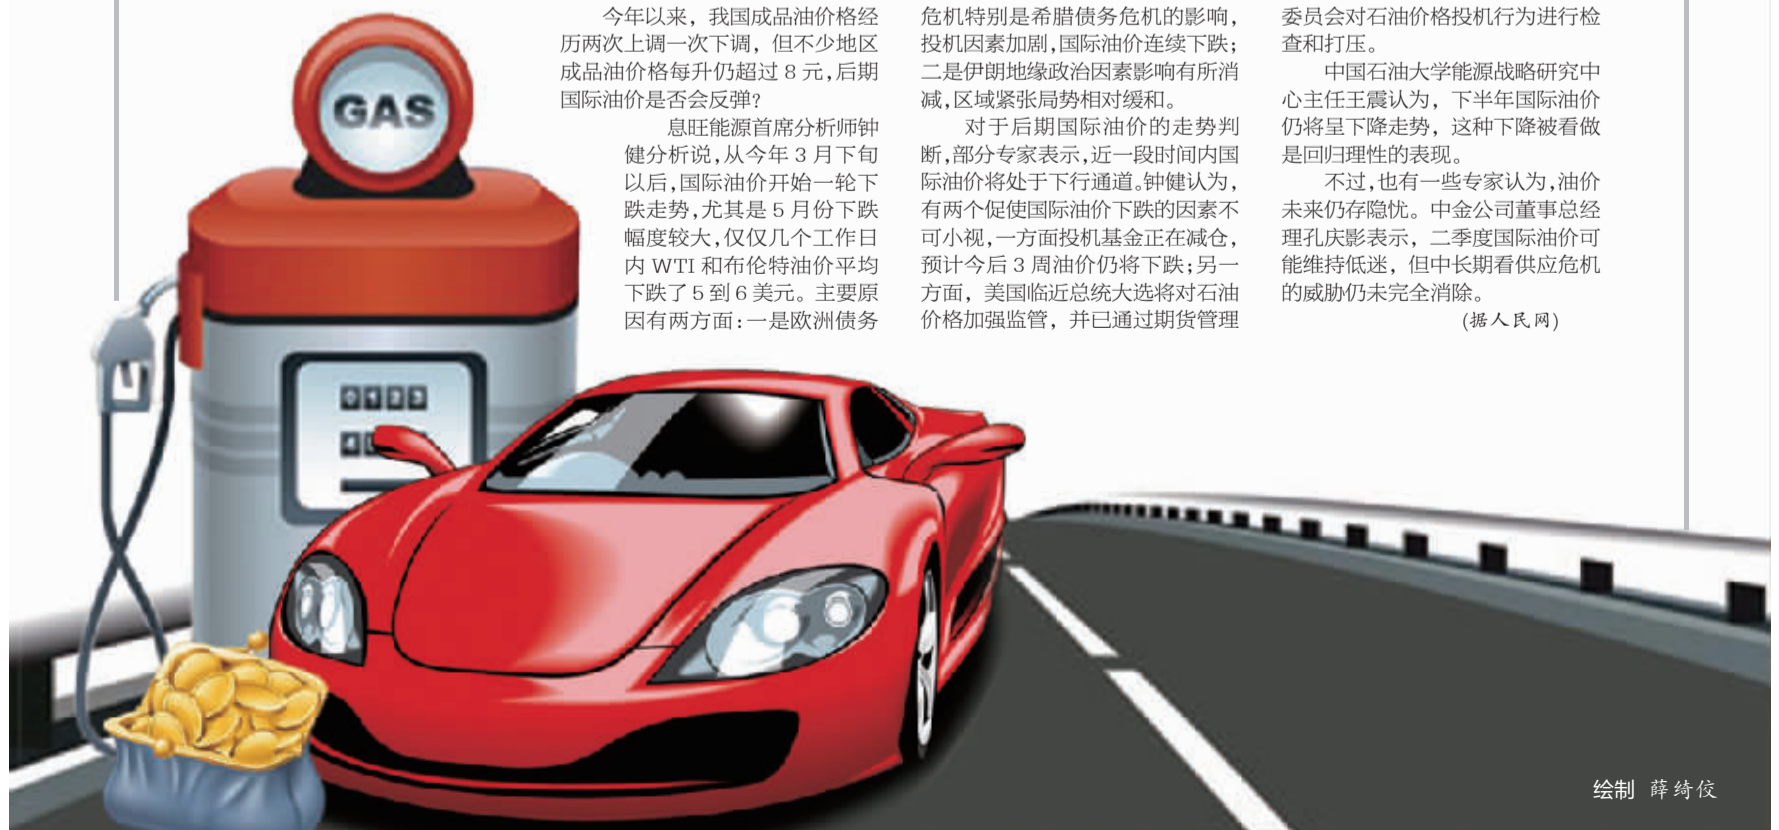 今年以来，我国成品油价格经
历两次上调一次下调，但不少地区
成品油价格每升仍超过8元，后期
国际油价是否会反弹？
息旺能源首席分析师钟
健分析说，从今年3月下旬
以后，国际油价开始一轮下
跌走势，尤其是5月份下跌
幅度较大，仅仅几个工作日
内WTI和布伦特油价平均
下跌了5到6美元。主要原
因有两方面：一是欧洲债务
危机特别是希腊债务危机的影响，
投机因素加剧，国际油价连续下跌；
二是伊朗地缘政治因素影响有所消
减，区域紧张局势相对缓和。
对于后期国际油价的走势判
断，部分专家表示，近一段时间内国
际油价将处于下行通道。钟健认为，
有两个促使国际油价下跌的因素不
可小视，一方面投机基金正在减仓，
预计今后3周油价仍将下跌；另一
方面，美国临近总统大选将对石油
价格加强监管，并已通过期货管理
委员会对石油价格投机行为进行检
查和打压。
中国石油大学能源战略研究中
心主任王震认为，下半年国际油价
仍将呈下降走势，这种下降被看做
是回归理性的表现。
不过，也有一些专家认为，油价
未来仍存隐忧。中金公司董事总经
理孔庆影表示，二季度国际油价可
能维持低迷，但中长期看供应危机
的威胁仍未完全消除。
(据人民网)
GAS
0123
绘制 薛绮佼